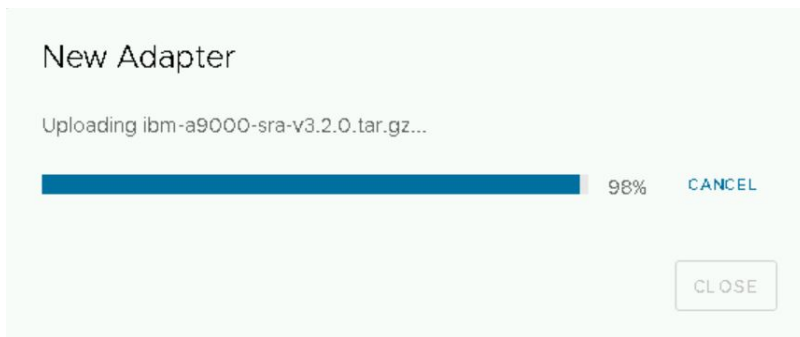 New Adapter
Uploading ibm-a9000-sra-v3.2.0.tar.gz...
98% CANCEL
CLOSE